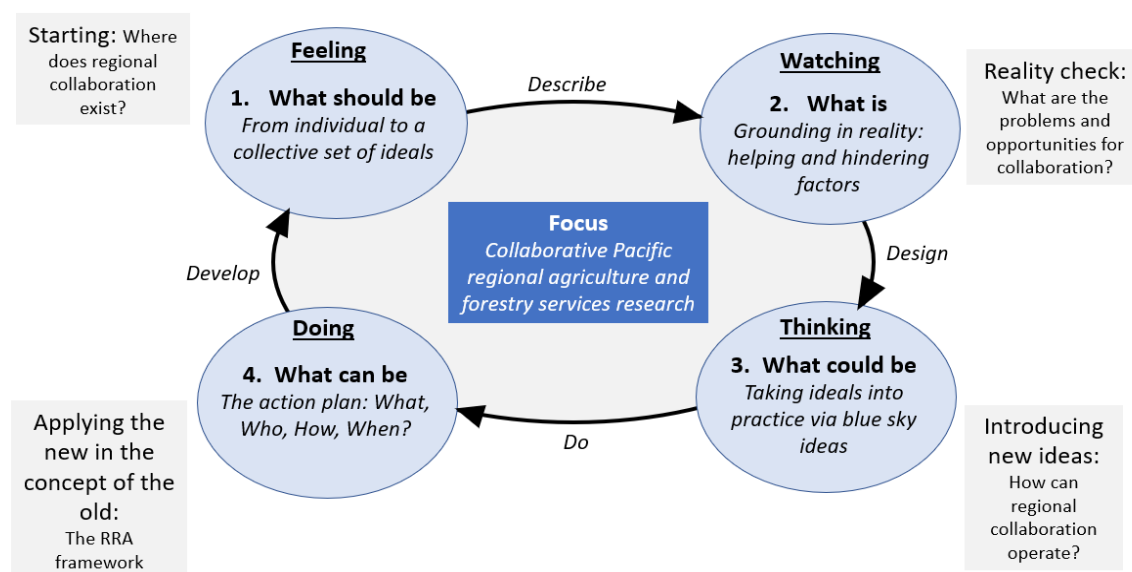 Starting: Where
does regional
collaboration
exist?
Feeling
1. What should be
From individual to a
collective set of ideals
Describe
Watching
2. What is
Grounding in reality:
helping and hindering
factors
Reality check:
What are the
problems and
opportunities for
collaboration?
Focus
Collaborative Pacific
regional agriculture and
forestry services research
Develop
Design
Doing
4. What can be
The action plan: What,
Who, How, When?
Do
Thinking
3. What could be
Taking ideals into
practice via blue sky
ideas
Applying the
new in the
concept of the
old:
The RRA
framework
Introducing
new ideas:
How can
regional
collaboration
operate?